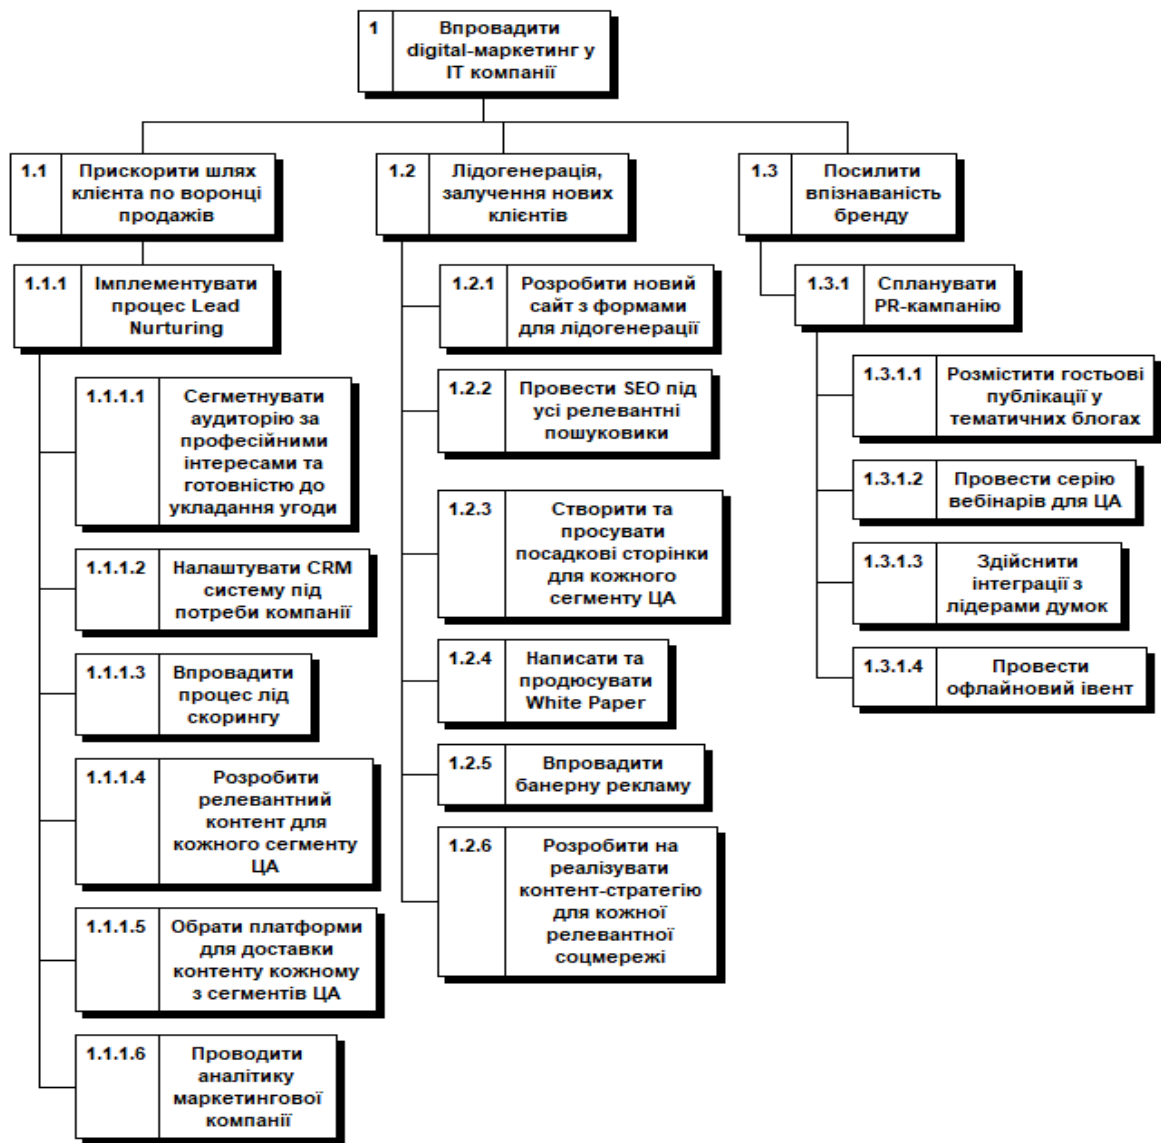 1 Впровадити
digital-маркетинг у
ІТ компанії
1.1 Прискорити шлях
клієнта по воронці
продажів
1.1.1 Імплементувати
процес Lead
Nurturing
1.1.1.1 Сегметнувати
аудиторію за
професійними
інтересами та
готовністю до
укладання угоди
1.1.1.2 Налаштувати CRM
систему під
потреби компанії
1.1.1.3 Впровадити
процес лід
скорингу
1.1.1.4 Розробити
релевантний
контент для
кожного сегменту
ЦА
1.1.1.5 Обрати платформи
для доставки
контенту кожному
з сегментів ЦА
1.1.1.6 Проводити
аналітику
маркетингової
компанії
1.2 Лідогенерація,
залучення нових
клієнтів
1.2.1 Розробити новий
сайт з формами
для лідогенерації
1.2.2 Провести SEO під
усі релевантні
пошуковики
1.2.3 Створити та
просувати
посадкові сторінки
для кожного
сегменту ЦА
1.2.4 Написати та
продюсувати
White Paper
1.2.5 Впровадити
банерну рекламу
1.2.6 Розробити на
реалізувати
контент-стратегію
для кожної
релевантної
соцмережі
1.3 Посилити
впізнаваність
бренду
1.3.1 Спланувати
PR-кампанію
1.3.1.1 Розмістити гостьові
публікації у
тематичних блогах
1.3.1.2 Провести серію
вебінарів для ЦА
1.3.1.3 Здійснити
інтеграції з
лідерами думок
1.3.1.4 Провести
офлайновий івент